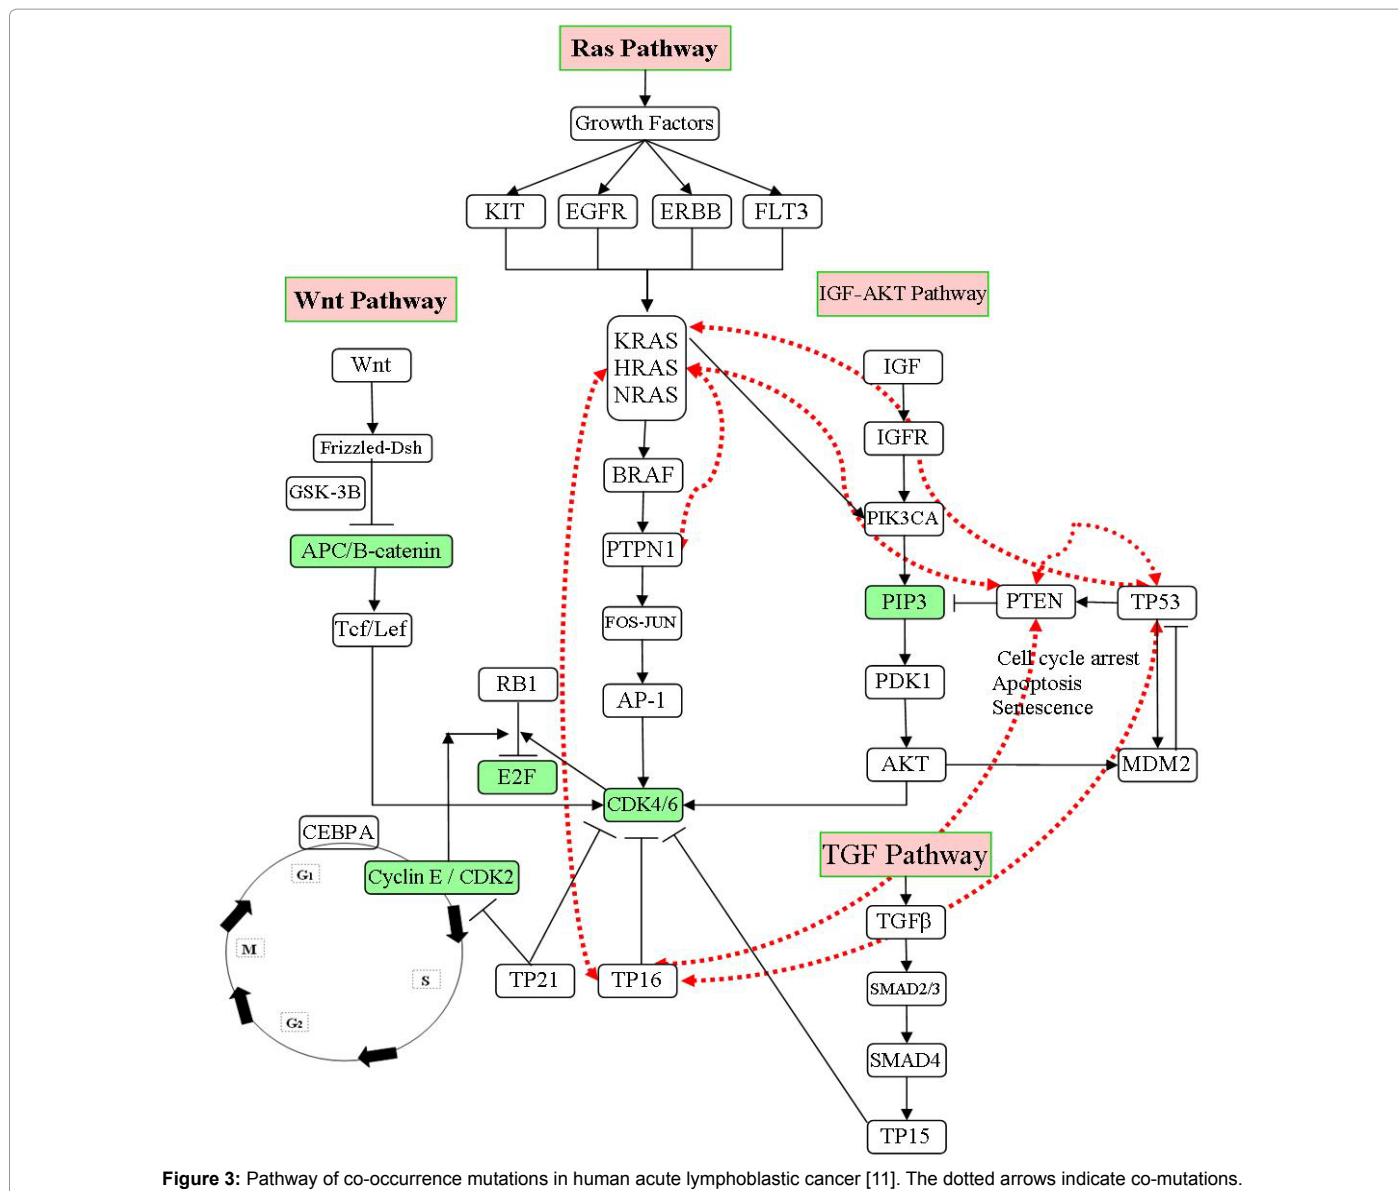 Ras Pathway
Growth Factors
KIT
EGFR
ERBB
FLT3
Wnt Pathway
IGF-AKT Pathway
KRAS
HRAS
NRAS
Wnt
IGF
Frizzled-Dsh
IGFR
GSK-3B
BRAF
PIK3CA
APC/B-catenin
PTPN1
PIP3
PTEN
TP53
Tcf/Lef
FOS-JUN
Cell cycle arrest
Apoptosis
Senescence
RB1
AP-1
PDK1
E2F
AKT
MDM2
CDK4/6
CEBPA
TGF Pathway
G1
Cyclin E / CDK2
TGFβ
M
S
TP21
TP16
SMAD2/3
G2
SMAD4
TP15
Figure 3: Pathway of co-occurrence mutations in human acute lymphoblastic cancer [11]. The dotted arrows indicate co-mutations.